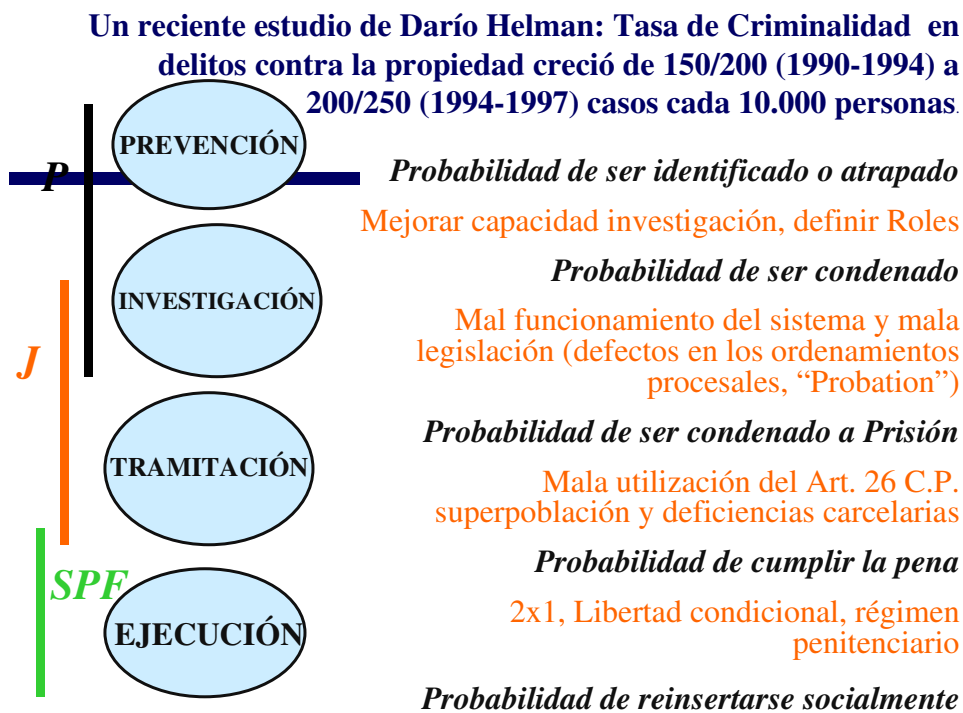 Un reciente estudio de Darío Helman: Tasa de Criminalidad en
delitos contra la propiedad creció de 150/200 (1990-1994) a
200/250 (1994-1997) casos cada 10.000 personas.
PREVENCIÓN
P
Probabilidad de ser identificado o atrapado
Mejorar capacidad investigación, definir Roles
Probabilidad de ser condenado
INVESTIGACIÓN
J
Mal funcionamiento del sistema y mala
legislación (defectos en los ordenamientos
procesales, “Probation”)
Probabilidad de ser condenado a Prisión
TRAMITACIÓN
Mala utilización del Art. 26 C.P.
superpoblación y deficiencias carcelarias
Probabilidad de cumplir la pena
SPF
EJECUCIÓN
2x1, Libertad condicional, régimen
penitenciario
Probabilidad de reinsertarse socialmente